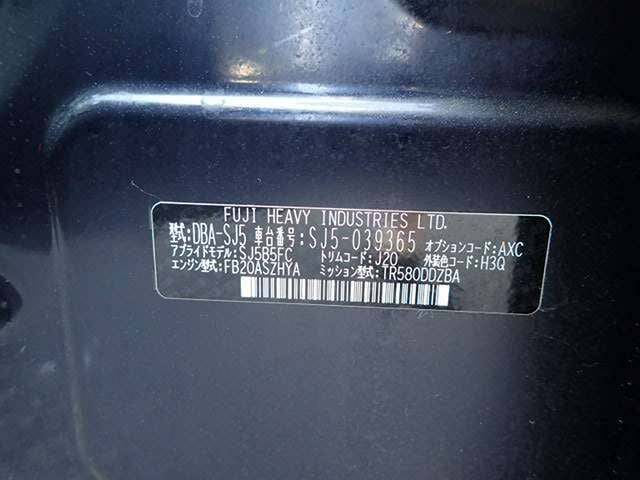 FUJI HEAVY INDUSTRIES LTD.
型式:DBA-SJ5 車台番号:SJ5-039365 オプションコード:AXC
アプライドモデル:SJ5B5FC トリムコード:J20 外装色コード:H3Q
エンジン型式:FB20ASZHYA ミッション型式:TR580DDZBA